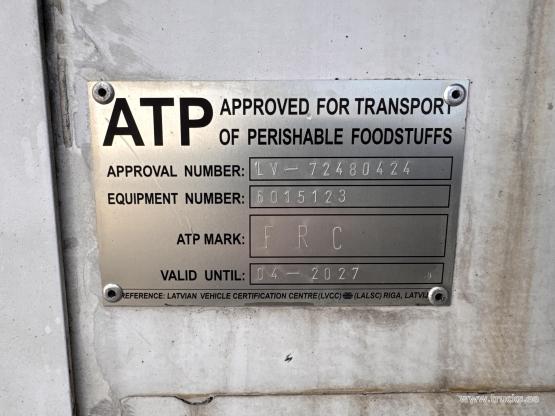 ATP APPROVED FOR TRANSPORT
OF PERISHABLE FOODSTUFFS
APPROVAL NUMBER: LV-72480424
EQUIPMENT NUMBER: 6015123
ATP MARK: FRC
VALID UNTIL: 04-2027
REFERENCE: LATVIAN VEHICLE CERTIFICATION CENTRE(LVCC) (LALSC) RIGA, LATVI
www.trucks.ee